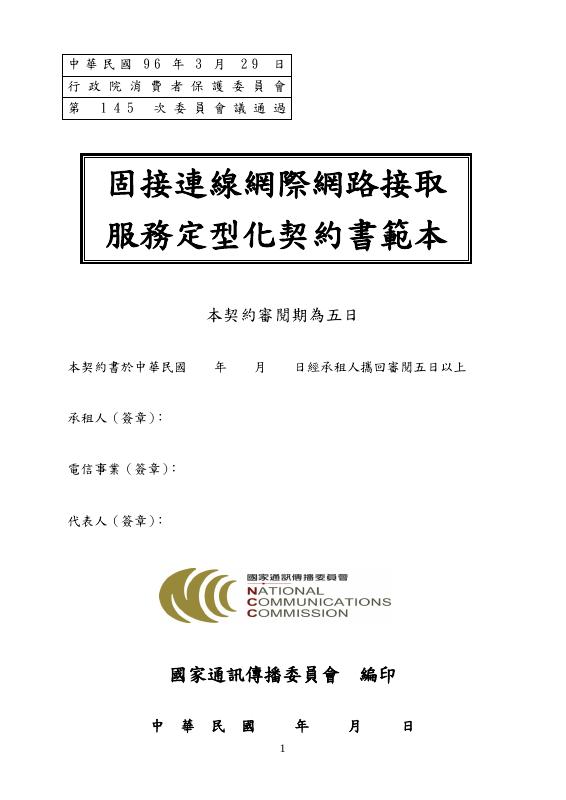 中華民國 96 年 3 月 29 日
行政院消費者保護委員會
第 145 次委員會議通過
固接連線網際網路接取
服務定型化契約書範本
本契約審閱期為五日
本契約書於中華民國　　年　　月　　日經承租人攜回審閱五日以上
承租人（簽章）：
電信事業（簽章）：
代表人（簽章）：
國家通訊傳播委員會
NATIONAL
COMMUNICATIONS
COMMISSION
國家通訊傳播委員會　編印
中　華　民　國　　年　　月　　日
1